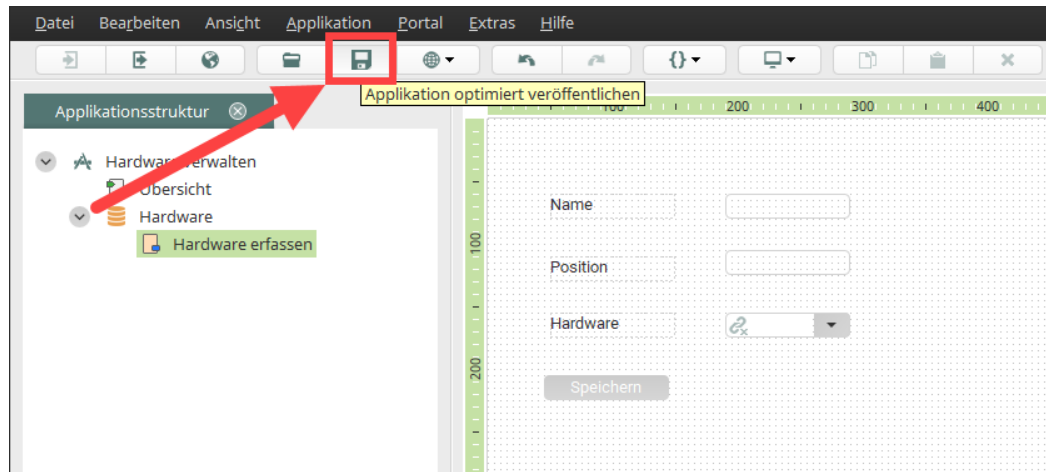 Datei Bearbeiten Ansicht Applikation Portal Extras Hilfe
Applikation optimiert veröffentlichen
Applikationsstruktur
100 200 300 400
Hardware verwalten
Übersicht
Hardware
Hardware erfassen
Name
100
Position
Hardware
200
Speichern